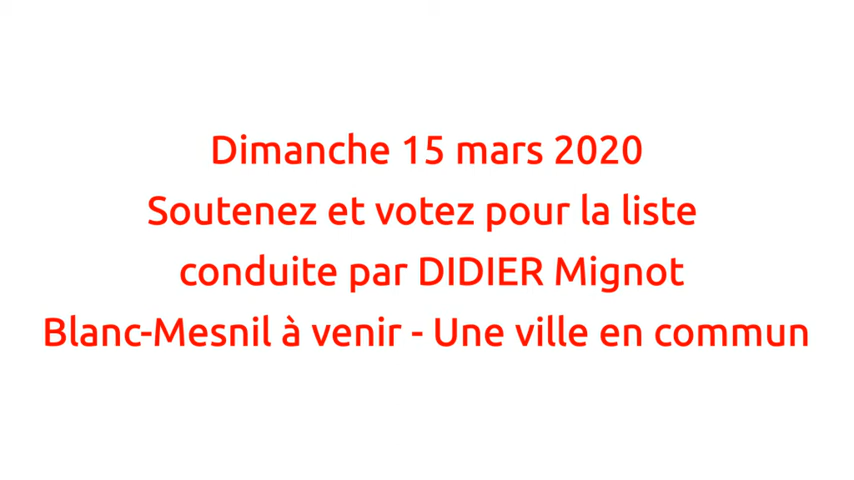 Dimanche 15 mars 2020
Soutenez et votez pour la liste
conduite par DIDIER Mignot
Blanc-Mesnil à venir - Une ville en commun